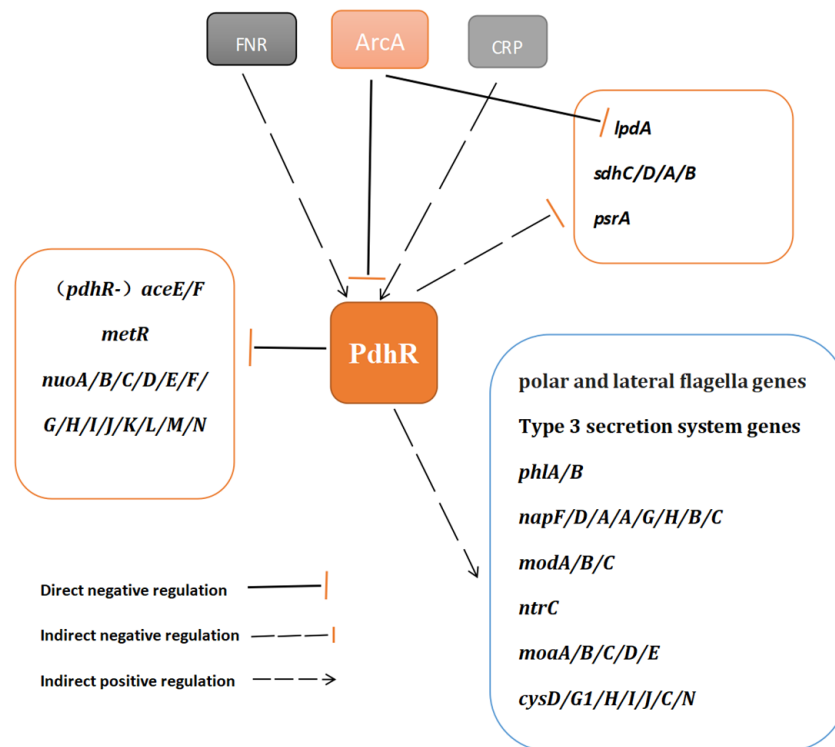 FNR
ArcA
CRP
lpdA
sdhC/D/A/B
psrA
（pdhR-）aceE/F
metR
nuoA/B/C/D/E/F/
G/H/I/J/K/L/M/N
PdhR
polar and lateral flagella genes
Type 3 secretion system genes
phlA/B
napF/D/A/A/G/H/B/C
modA/B/C
ntrC
moaA/B/C/D/E
cysD/G1/H/I/J/C/N
Direct negative regulation
Indirect negative regulation
Indirect positive regulation